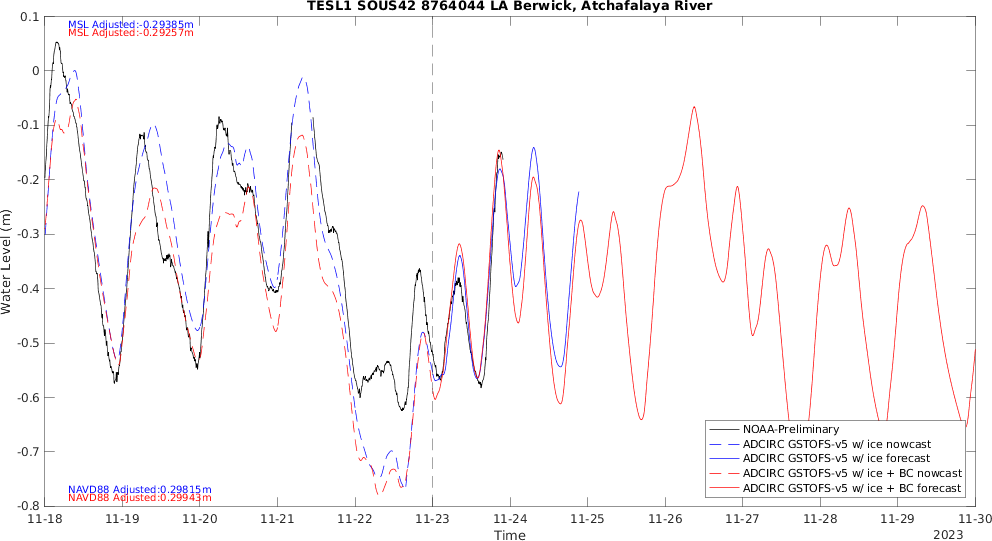 TESL1 SOUS42 8764044 LA Berwick, Atchafalaya River
MSL Adjusted:-0.29385m
MSL Adjusted:-0.29257m
0.1
0
-0.1
-0.2
-0.3
-0.4
-0.5
-0.6
-0.7
-0.8
Water Level (m)
NAVD88 Adjusted:0.29815m
NAVD88 Adjusted:0.29943m
NOAA-Preliminary
ADCIRC GSTOFS-v5 w/ ice nowcast
ADCIRC GSTOFS-v5 w/ ice forecast
ADCIRC GSTOFS-v5 w/ ice + BC nowcast
ADCIRC GSTOFS-v5 w/ ice + BC forecast
11-18 11-19 11-20 11-21 11-22 11-23 11-24 11-25 11-26 11-27 11-28 11-29 11-30
Time
2023